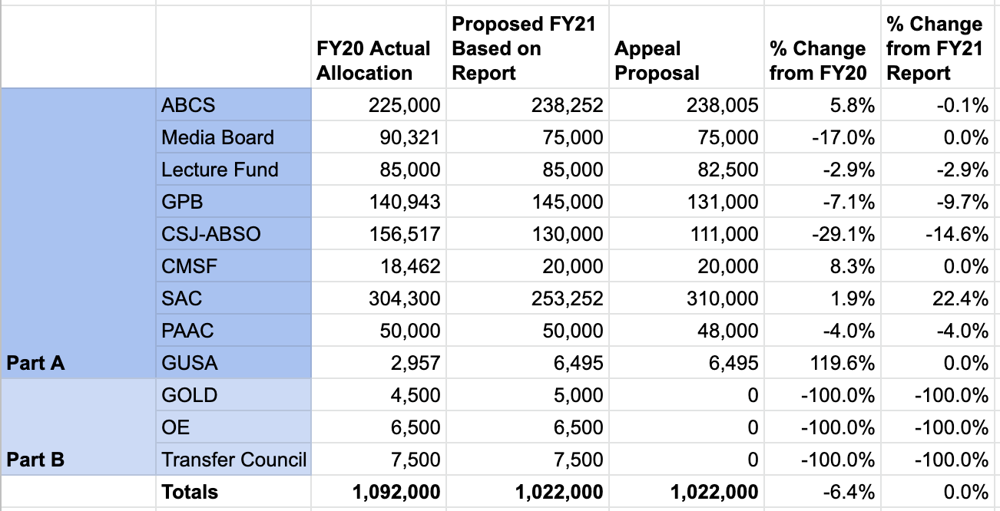 FY20 Actual Allocation Proposed FY21 Based on Report Appeal Proposal % Change from FY20 % Change from FY21 Report
ABCS 225,000 238,252 238,005 5.8% -0.1%
Media Board 90,321 75,000 75,000 -17.0% 0.0%
Lecture Fund 85,000 85,000 82,500 -2.9% -2.9%
GPB 140,943 145,000 131,000 -7.1% -9.7%
CSJ-ABSO 156,517 130,000 111,000 -29.1% -14.6%
CMSF 18,462 20,000 20,000 8.3% 0.0%
SAC 304,300 253,252 310,000 1.9% 22.4%
PAAC 50,000 50,000 48,000 -4.0% -4.0%
Part A GUSA 2,957 6,495 6,495 119.6% 0.0%
GOLD 4,500 5,000 0 -100.0% -100.0%
OE 6,500 6,500 0 -100.0% -100.0%
Part B Transfer Council 7,500 7,500 0 -100.0% -100.0%
Totals 1,092,000 1,022,000 1,022,000 -6.4% 0.0%